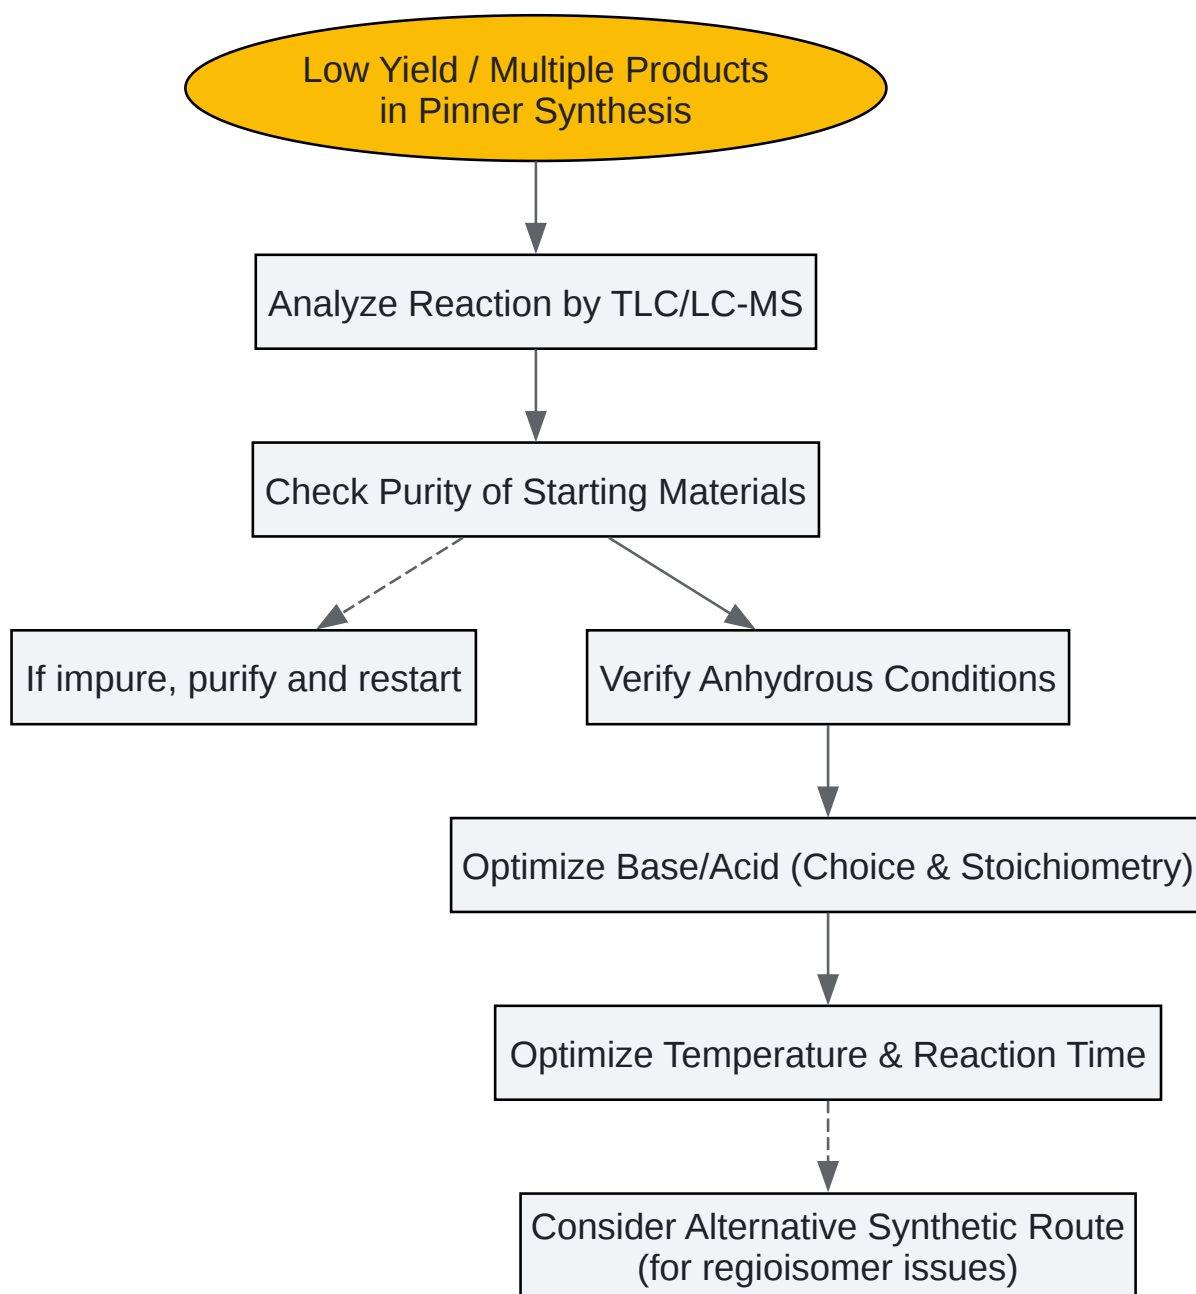 Low Yield / Multiple Products
in Pinner Synthesis
Analyze Reaction by TLC/LC-MS
Check Purity of Starting Materials
If impure, purify and restart
Verify Anhydrous Conditions
Optimize Base/Acid (Choice & Stoichiometry)
Optimize Temperature & Reaction Time
Consider Alternative Synthetic Route
(for regioisomer issues)